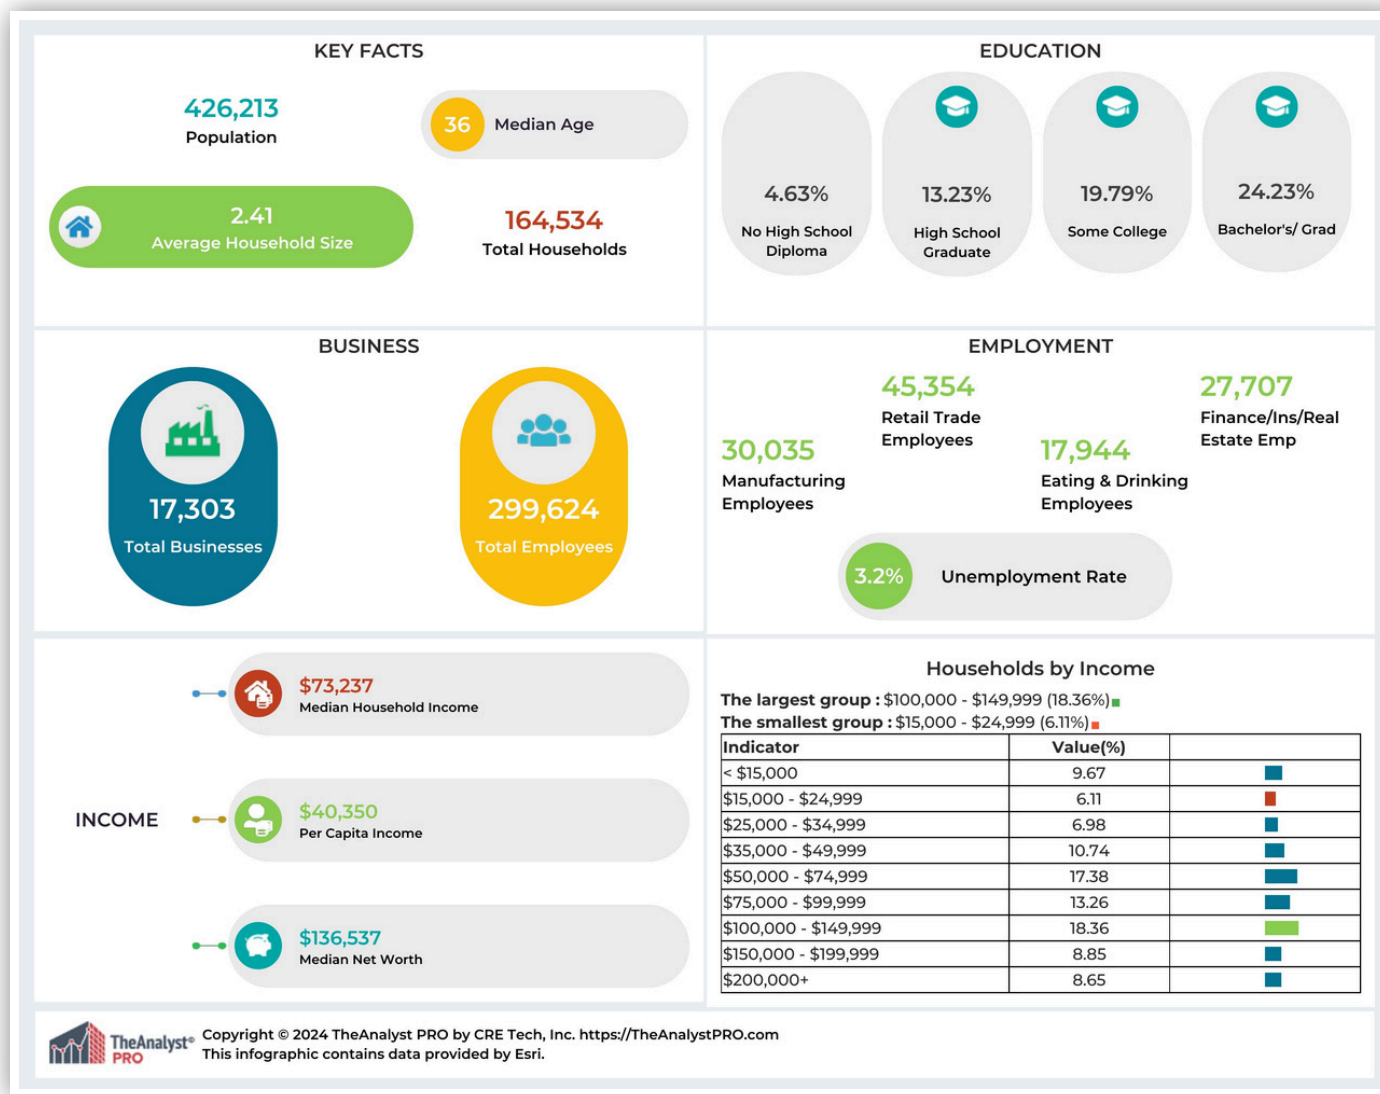 KEY FACTS
426,213
Population
36 Median Age
2.41
Average Household Size
164,534
Total Households
EDUCATION
4.63%
No High School
Diploma
13.23%
High School
Graduate
19.79%
Some College
24.23%
Bachelor's/ Grad
BUSINESS
17,303
Total Businesses
299,624
Total Employees
EMPLOYMENT
30,035
Manufacturing
Employees
45,354
Retail Trade
Employees
17,944
Eating & Drinking
Employees
27,707
Finance/Ins/Real
Estate Emp
3.2% Unemployment Rate
INCOME
$73,237
Median Household Income
$40,350
Per Capita Income
$136,537
Median Net Worth
Households by Income
The largest group : $100,000 - $149,999 (18.36%)
The smallest group : $15,000 - $24,999 (6.11%)
Indicator Value(%)
< $15,000 9.67
$15,000 - $24,999 6.11
$25,000 - $34,999 6.98
$35,000 - $49,999 10.74
$50,000 - $74,999 17.38
$75,000 - $99,999 13.26
$100,000 - $149,999 18.36
$150,000 - $199,999 8.85
$200,000+ 8.65
TheAnalyst®
PRO
Copyright © 2024 TheAnalyst PRO by CRE Tech, Inc. https://TheAnalystPRO.com
This infographic contains data provided by Esri.